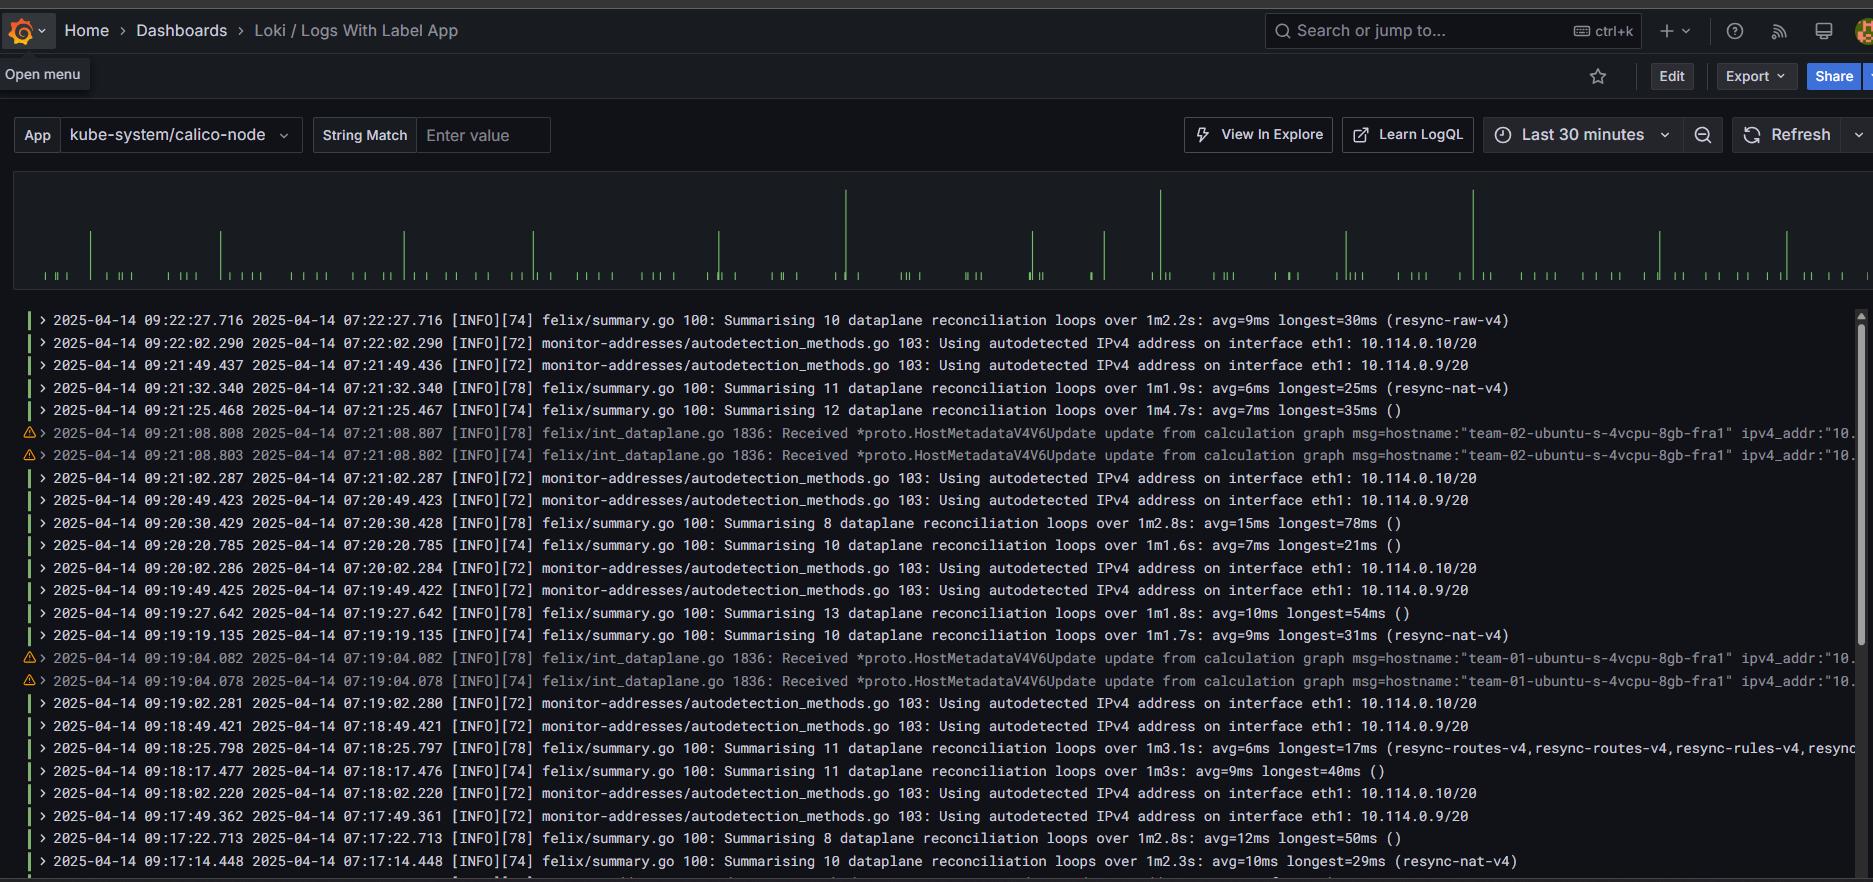 Home › Dashboards › Loki / Logs With Label App
Search or jump to... ctrl+k
Open menu
Edit
Export
Share
App kube-system/calico-node
String Match Enter value
View In Explore
Learn LogQL
Last 30 minutes
Refresh
2025-04-14 09:22:27.716 2025-04-14 07:22:27.716 [INFO][74] felix/summary.go 100: Summarising 10 dataplane reconciliation loops over 1m2.2s: avg=9ms longest=30ms (resync-raw-v4)
2025-04-14 09:22:02.290 2025-04-14 07:22:02.290 [INFO][72] monitor-addresses/autodetection_methods.go 103: Using autodetected IPv4 address on interface eth1: 10.114.0.10/20
2025-04-14 09:21:49.437 2025-04-14 07:21:49.436 [INFO][72] monitor-addresses/autodetection_methods.go 103: Using autodetected IPv4 address on interface eth1: 10.114.0.9/20
2025-04-14 09:21:32.340 2025-04-14 07:21:32.340 [INFO][78] felix/summary.go 100: Summarising 11 dataplane reconciliation loops over 1m1.9s: avg=6ms longest=25ms (resync-nat-v4)
2025-04-14 09:21:25.468 2025-04-14 07:21:25.467 [INFO][74] felix/summary.go 100: Summarising 12 dataplane reconciliation loops over 1m4.7s: avg=7ms longest=35ms ()
2025-04-14 09:21:08.808 2025-04-14 07:21:08.807 [INFO][78] felix/int_dataplane.go 1836: Received *proto.HostMetadataV4V6Update update from calculation graph msg=hostname:"team-02-ubuntu-s-4vcpu-8gb-fra1" ipv4_addr:"10.
2025-04-14 09:21:08.803 2025-04-14 07:21:08.802 [INFO][74] felix/int_dataplane.go 1836: Received *proto.HostMetadataV4V6Update update from calculation graph msg=hostname:"team-02-ubuntu-s-4vcpu-8gb-fra1" ipv4_addr:"10.
2025-04-14 09:21:02.287 2025-04-14 07:21:02.287 [INFO][72] monitor-addresses/autodetection_methods.go 103: Using autodetected IPv4 address on interface eth1: 10.114.0.10/20
2025-04-14 09:20:49.423 2025-04-14 07:20:49.423 [INFO][72] monitor-addresses/autodetection_methods.go 103: Using autodetected IPv4 address on interface eth1: 10.114.0.9/20
2025-04-14 09:20:30.429 2025-04-14 07:20:30.428 [INFO][78] felix/summary.go 100: Summarising 8 dataplane reconciliation loops over 1m2.8s: avg=15ms longest=78ms ()
2025-04-14 09:20:20.785 2025-04-14 07:20:20.785 [INFO][74] felix/summary.go 100: Summarising 10 dataplane reconciliation loops over 1m1.6s: avg=7ms longest=21ms ()
2025-04-14 09:20:02.286 2025-04-14 07:20:02.284 [INFO][72] monitor-addresses/autodetection_methods.go 103: Using autodetected IPv4 address on interface eth1: 10.114.0.10/20
2025-04-14 09:19:49.425 2025-04-14 07:19:49.422 [INFO][72] monitor-addresses/autodetection_methods.go 103: Using autodetected IPv4 address on interface eth1: 10.114.0.9/20
2025-04-14 09:19:27.642 2025-04-14 07:19:27.642 [INFO][78] felix/summary.go 100: Summarising 13 dataplane reconciliation loops over 1m1.8s: avg=10ms longest=54ms ()
2025-04-14 09:19:19.135 2025-04-14 07:19:19.135 [INFO][74] felix/summary.go 100: Summarising 10 dataplane reconciliation loops over 1m1.7s: avg=9ms longest=31ms (resync-nat-v4)
2025-04-14 09:19:04.082 2025-04-14 07:19:04.082 [INFO][78] felix/int_dataplane.go 1836: Received *proto.HostMetadataV4V6Update update from calculation graph msg=hostname:"team-01-ubuntu-s-4vcpu-8gb-fra1" ipv4_addr:"10.
2025-04-14 09:19:04.078 2025-04-14 07:19:04.078 [INFO][74] felix/int_dataplane.go 1836: Received *proto.HostMetadataV4V6Update update from calculation graph msg=hostname:"team-01-ubuntu-s-4vcpu-8gb-fra1" ipv4_addr:"10.
2025-04-14 09:19:02.281 2025-04-14 07:19:02.280 [INFO][72] monitor-addresses/autodetection_methods.go 103: Using autodetected IPv4 address on interface eth1: 10.114.0.10/20
2025-04-14 09:18:49.421 2025-04-14 07:18:49.421 [INFO][72] monitor-addresses/autodetection_methods.go 103: Using autodetected IPv4 address on interface eth1: 10.114.0.9/20
2025-04-14 09:18:25.798 2025-04-14 07:18:25.797 [INFO][78] felix/summary.go 100: Summarising 11 dataplane reconciliation loops over 1m3.1s: avg=6ms longest=17ms (resync-routes-v4,resync-routes-v4,resync-rules-v4,resync
2025-04-14 09:18:17.477 2025-04-14 07:18:17.476 [INFO][74] felix/summary.go 100: Summarising 11 dataplane reconciliation loops over 1m3s: avg=9ms longest=40ms ()
2025-04-14 09:18:02.220 2025-04-14 07:18:02.220 [INFO][72] monitor-addresses/autodetection_methods.go 103: Using autodetected IPv4 address on interface eth1: 10.114.0.10/20
2025-04-14 09:17:49.362 2025-04-14 07:17:49.361 [INFO][72] monitor-addresses/autodetection_methods.go 103: Using autodetected IPv4 address on interface eth1: 10.114.0.9/20
2025-04-14 09:17:22.713 2025-04-14 07:17:22.713 [INFO][78] felix/summary.go 100: Summarising 8 dataplane reconciliation loops over 1m2.8s: avg=12ms longest=50ms ()
2025-04-14 09:17:14.448 2025-04-14 07:17:14.448 [INFO][74] felix/summary.go 100: Summarising 10 dataplane reconciliation loops over 1m2.3s: avg=10ms longest=29ms (resync-nat-v4)